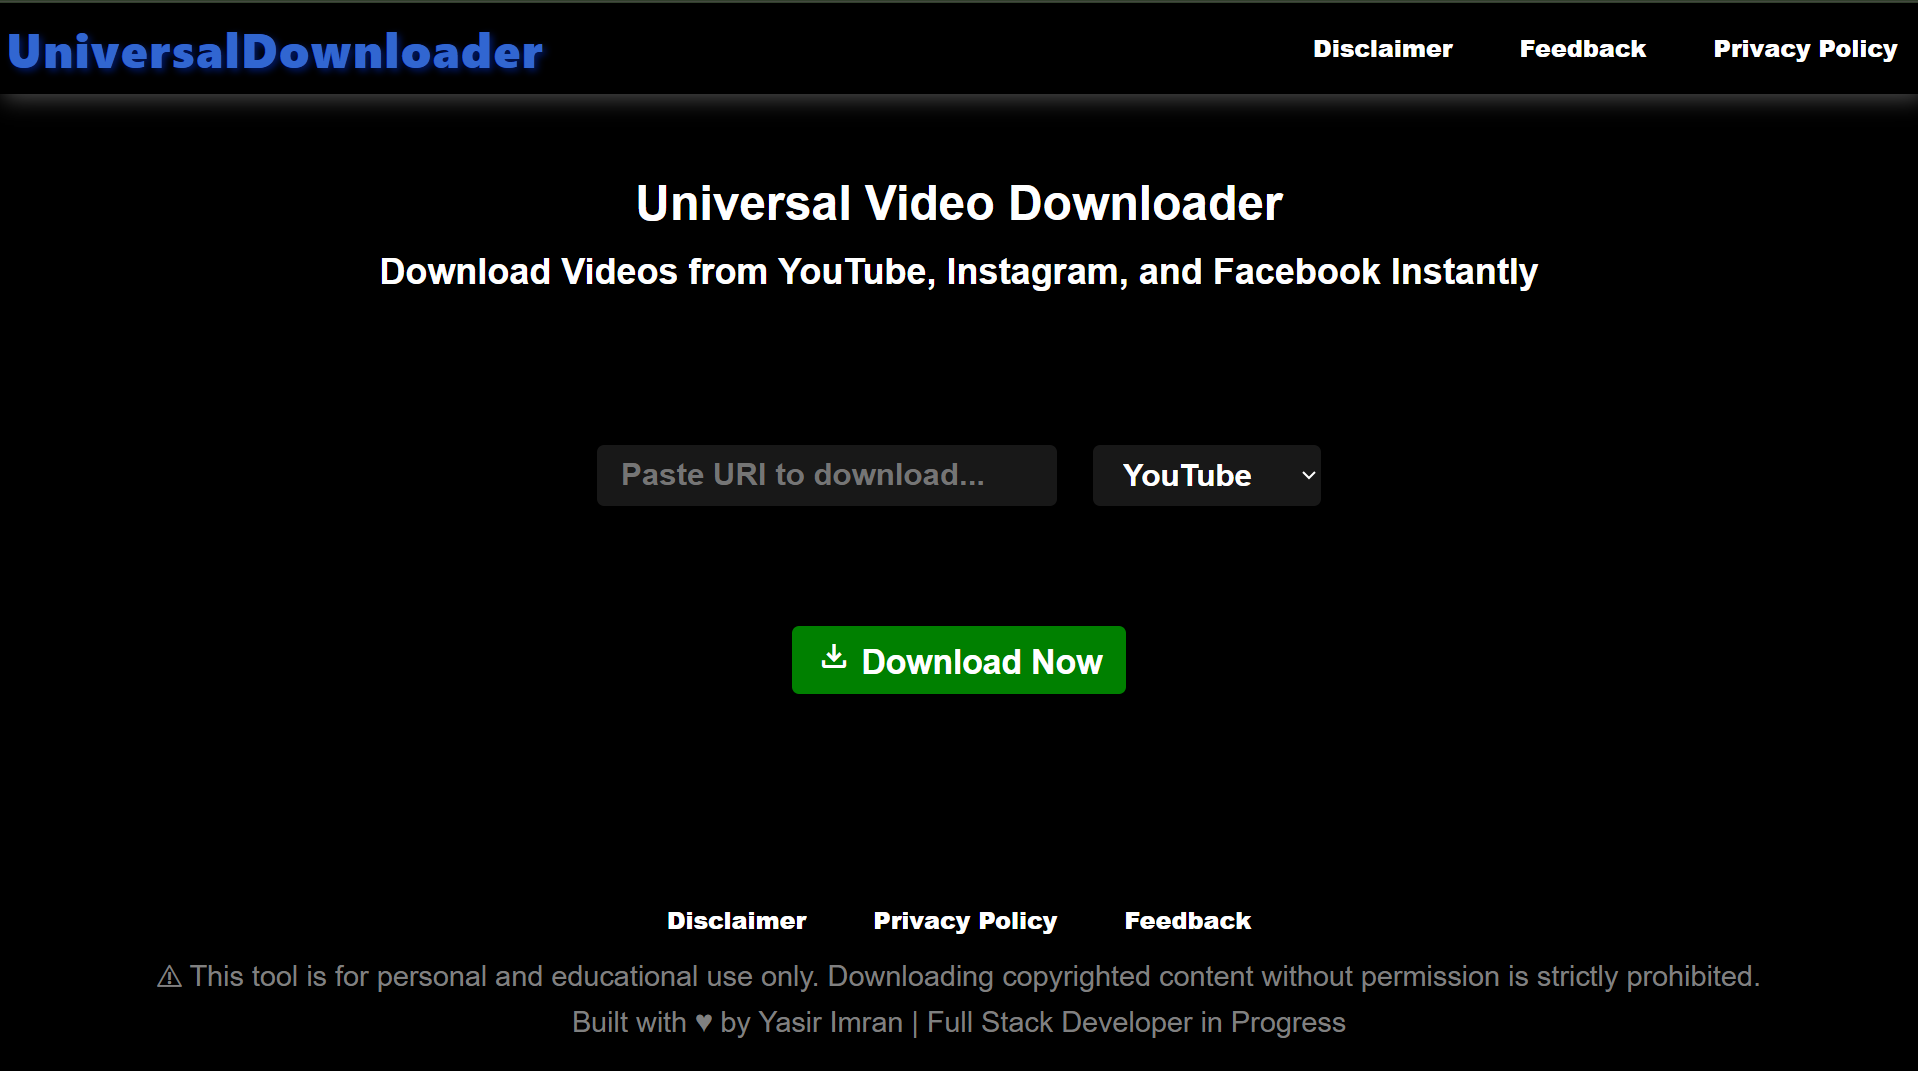 UniversalDownloader
Disclaimer Feedback Privacy Policy
Universal Video Downloader
Download Videos from YouTube, Instagram, and Facebook Instantly
Paste URI to download... YouTube
Download Now
Disclaimer Privacy Policy Feedback
⚠ This tool is for personal and educational use only. Downloading copyrighted content without permission is strictly prohibited.
Built with ♥ by Yasir Imran | Full Stack Developer in Progress